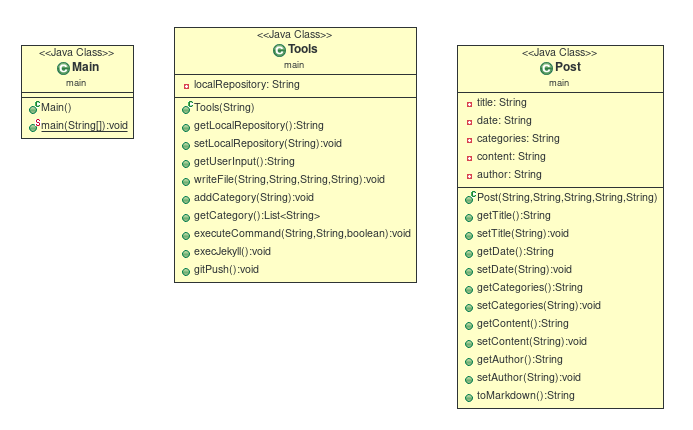 <<Java Class>>
Main
main
Main()
main(String[]):void
<<Java Class>>
Tools
main
localRepository: String
Tools(String)
getLocalRepository():String
setLocalRepository(String):void
getUserInput():String
writeFile(String,String,String,String):void
addCategory(String):void
getCategory():List<String>
executeCommand(String,String,boolean):void
execJekyll():void
gitPush():void
<<Java Class>>
Post
main
title: String
date: String
categories: String
content: String
author: String
Post(String,String,String,String,String)
getTitle():String
setTitle(String):void
getDate():String
setDate(String):void
getCategories():String
setCategories(String):void
getContent():String
setContent(String):void
getAuthor():String
setAuthor(String):void
toMarkdown():String